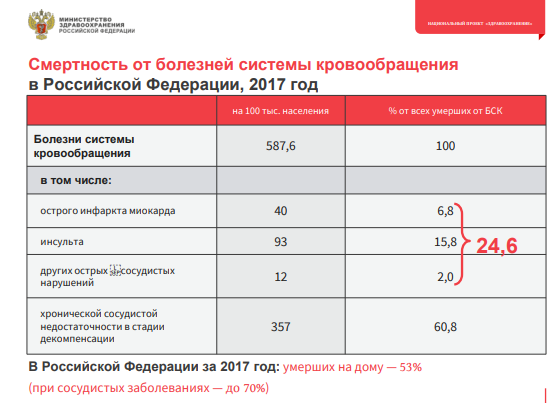 МИНИСТЕРСТВО
ЗДРАВООХРАНЕНИЯ
РОССИЙСКОЙ ФЕДЕРАЦИИ
НАЦИОНАЛЬНЫЙ ПРОЕКТ «ЗДРАВООХРАНЕНИЕ»
Смертность от болезней системы кровообращения
в Российской Федерации, 2017 год
на 100 тыс. населения % от всех умерших от БСК
Болезни системы
кровообращения 587,6 100
в том числе:
острого инфаркта миокарда 40 6,8
инсульта 93 15,8
24,6
других острых сосудистых
нарушений 12 2,0
хронической сосудистой
недостаточности в стадии
декомпенсации 357 60,8
В Российской Федерации за 2017 год: умерших на дому — 53%
(при сосудистых заболеваниях — до 70%)